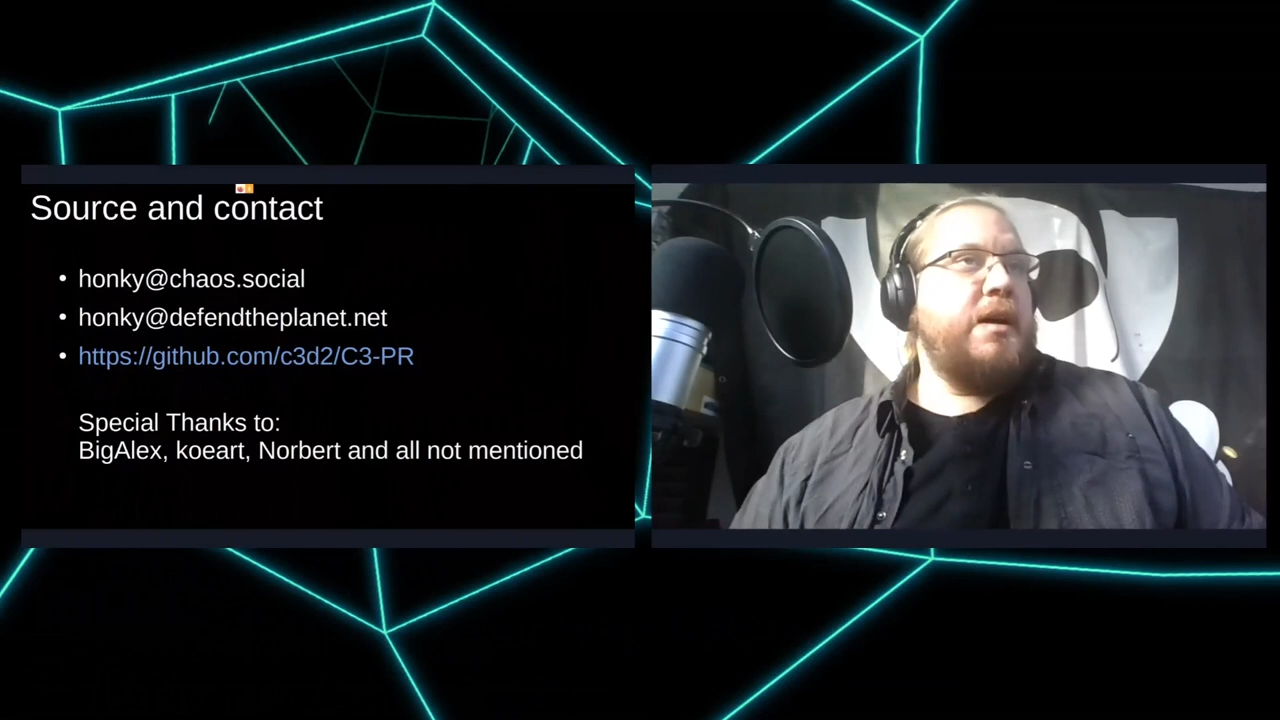 Source and contact
honky@chaos.social
honky@defendtheplanet.net
https://github.com/c3d2/C3-PR
Special Thanks to:
BigAlex, koeart, Norbert and all not mentioned